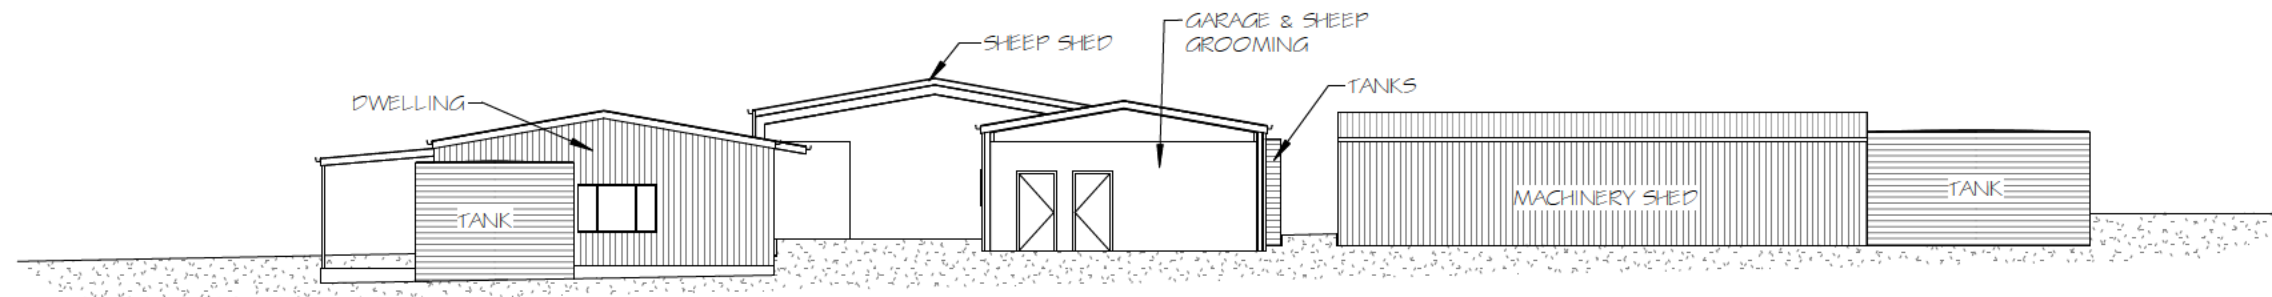 GARAGE & SHEEP
GROOMING
SHEEP SHED
TANKS
DWELLING
MACHINERY SHED
TANK
TANK